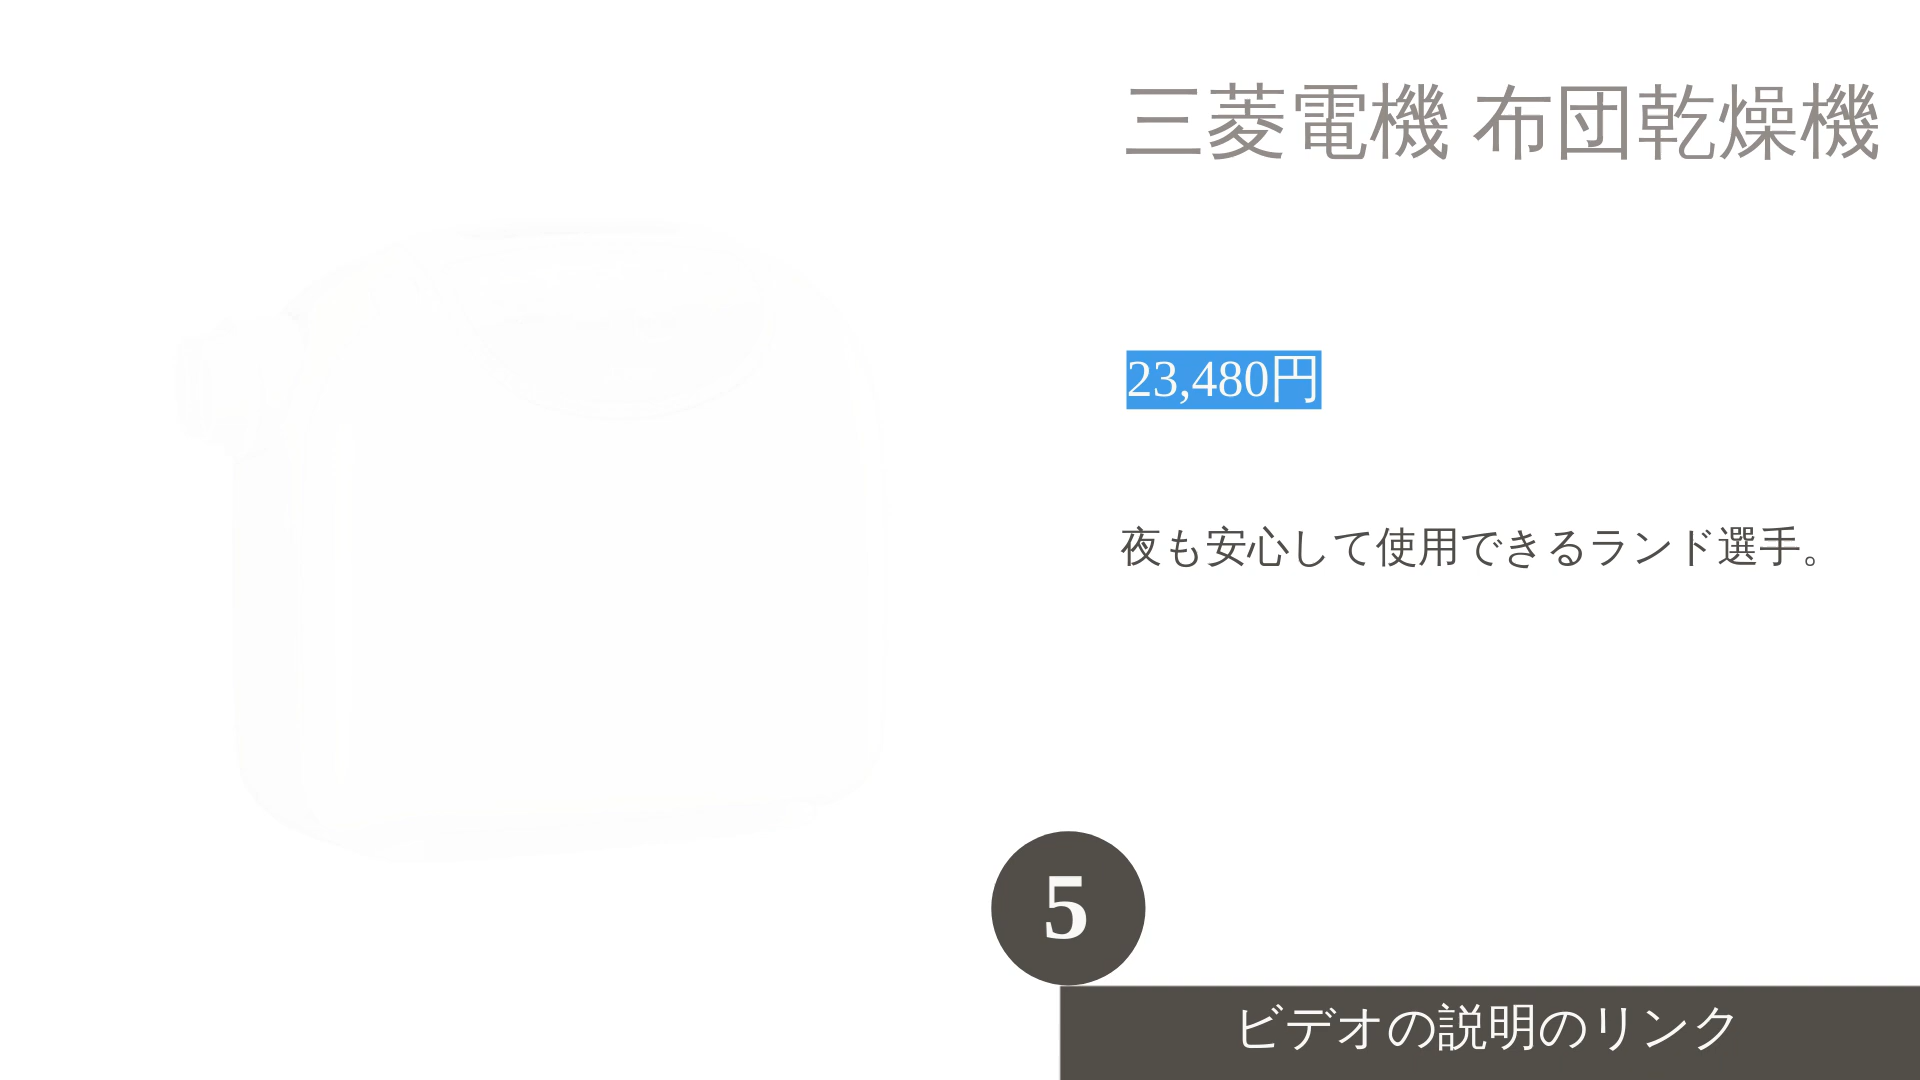 三菱電機 布団乾燥機
23,480円
夜も安心して使用できるランド選手。
5
ビデオの説明のリンク